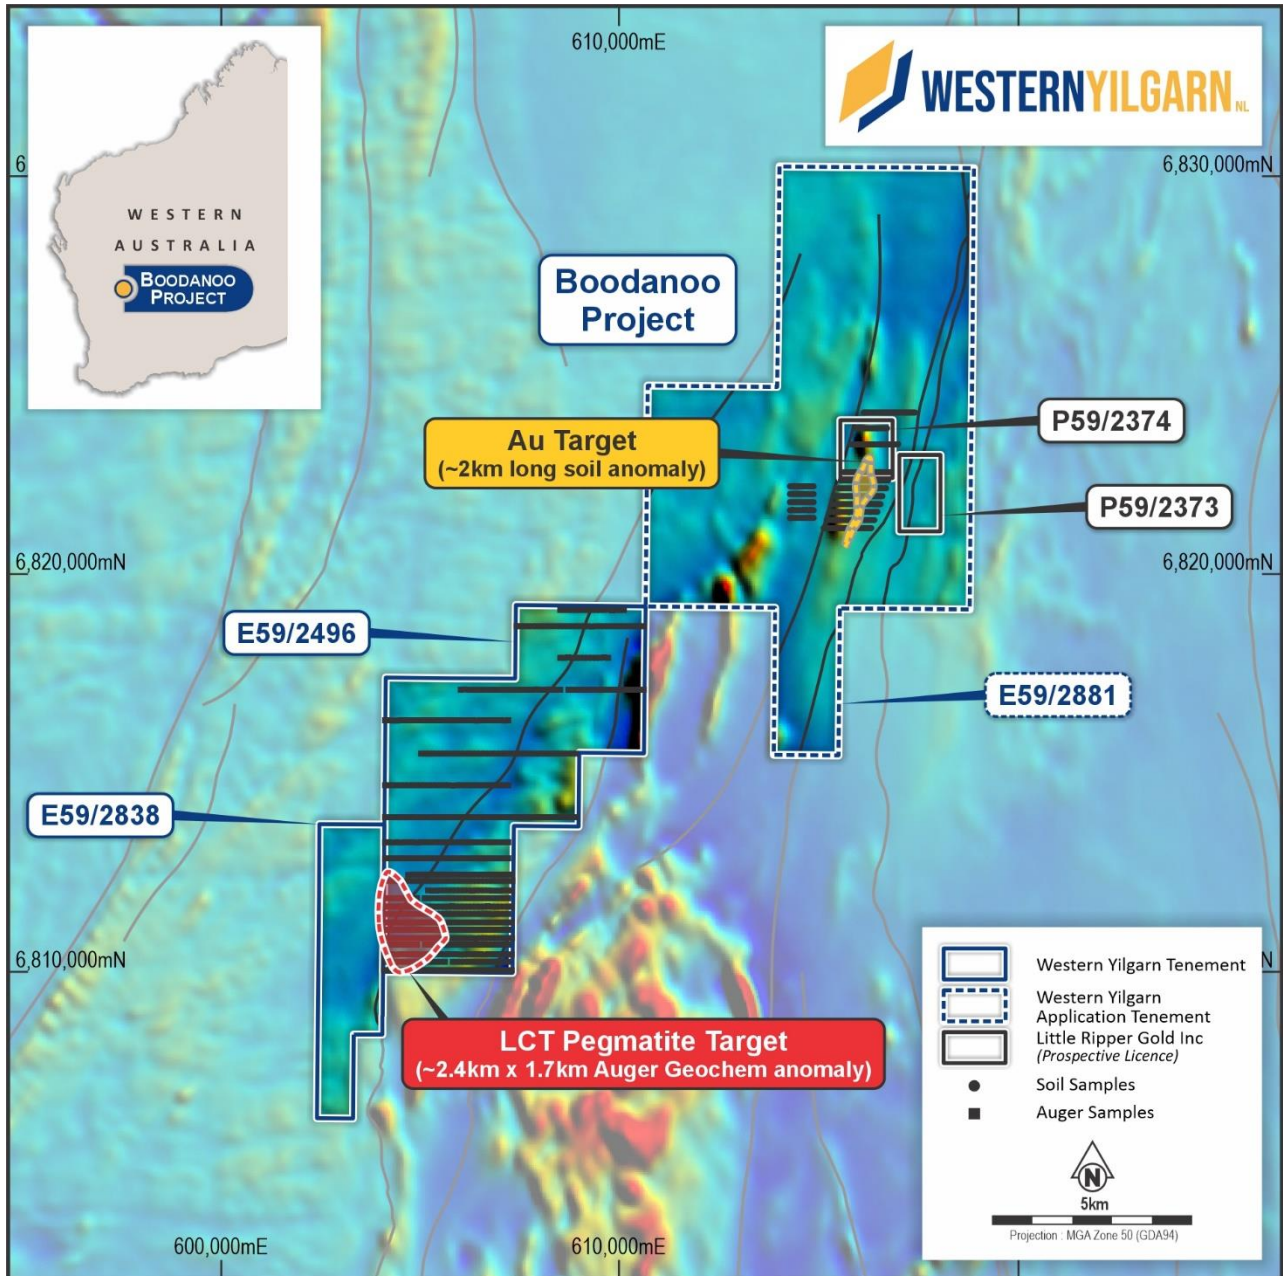 610,000mE
WESTERNYILGARN NL
6
6,830,000mN
WESTERN
AUSTRALIA
BOODANOO
PROJECT
Boodanoo
Project
P59/2374
Au Target
(~2km long soil anomaly)
P59/2373
6,820,000mN
6,820,000mN
E59/2496
E59/2881
E59/2838
6,810,000mN
N
LCT Pegmatite Target
(~2.4km x 1.7km Auger Geochem anomaly)
Western Yilgarn Tenement
Western Yilgarn
Application Tenement
Little Ripper Gold Inc
(Prospective Licence)
Soil Samples
Auger Samples
N
5km
Projection : MGA Zone 50 (GDA94)
600,000mE
610,000mE